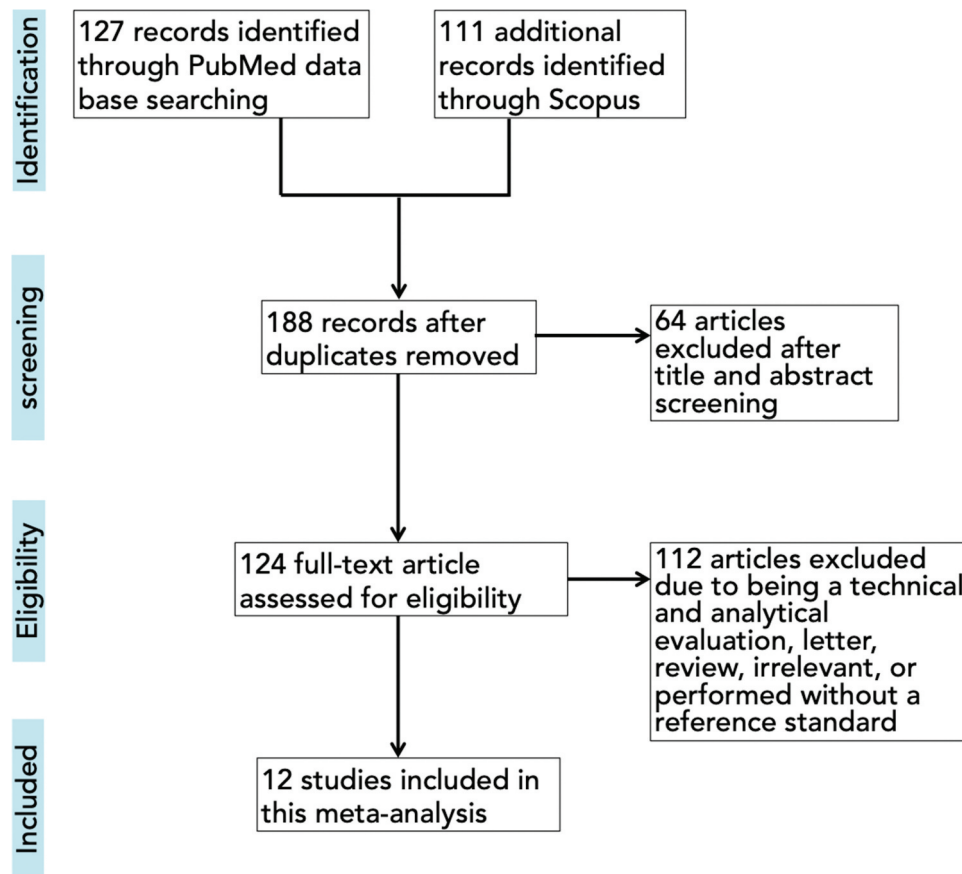 Identification
127 records identified
through PubMed data
base searching
111 additional
records identified
through Scopus
screening
188 records after
duplicates removed
64 articles
excluded after
title and abstract
screening
Eligibility
124 full-text article
assessed for eligibility
112 articles excluded
due to being a technical
and analytical
evaluation, letter,
review, irrelevant, or
performed without a
reference standard
Included
12 studies included in
this meta-analysis